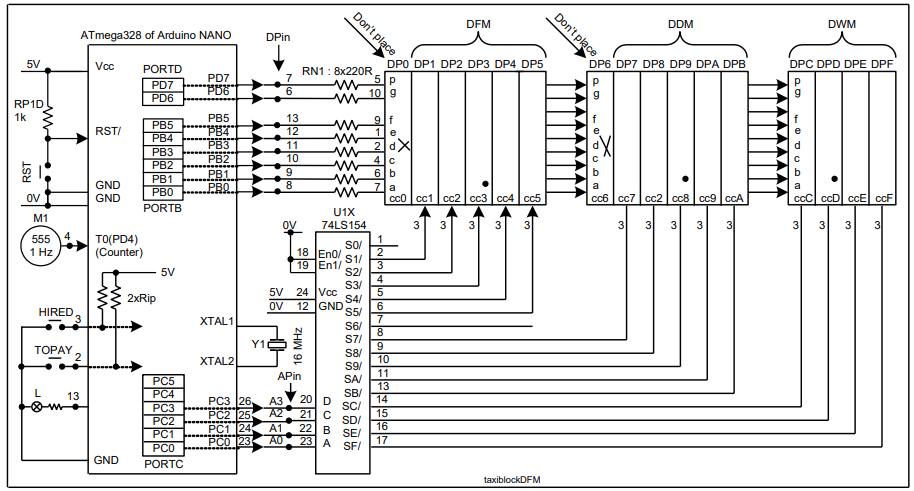 DFM DDM DWM
Don't place Don't place
ATmega328 of Arduino NANO DPin
DP0 DP1 DP2 DP3 DP4 DP5 DP6 DP7 DP8 DP9 DPA DPB DPC DPD DPE DPF
5V Vcc PORTD RN1 : 8x220R
PD7 PD7 7 5 p p p
PD6 PD6 6 10 g g g
RP1D
1k
PB5 PB5 13 9 f f f
RST/ PB4 PB4 12 1 e e e
PB3 PB3 11 2 d d d
PB2 PB2 10 4 c c c
RST
GND PB1 PB1 9 6 b b b
0V GND PB0 PB0 8 7 a a a
cc0 cc1 cc2 cc3 cc4 cc5 cc6 cc7 cc2 cc8 cc9 ccA ccC ccD ccE ccF
PORTB
M1 U1X
74LS154
3 3 3 3 3 3 3 3 3 3 3 3 3 3
555
1 Hz
4 T0(PD4)
(Counter)
0V
S0/ 1
18 En0/ S1/ 2
19 En1/ S2/ 3
5V S3/ 4
2xRip 5V 24 Vcc S4/ 5
0V 12 GND S5/ 6
HIRED 3 XTAL1 S6/ 7
Y1 16 MHz S7/ 8
TOPAY 2 XTAL2 S8/ 9
S9/ 10
APin SA/ 11
PC5
PC4 SB/ 13
L 13 PC3 PC3 26 A3 20 D SC/ 14
PC2 PC2 25 A2 21 C SD/ 15
PC1 PC1 24 A1 22 B SE/ 16
PC0 PC0 23 A0 23 A SF/ 17
GND PORTC
taxiblockDFM